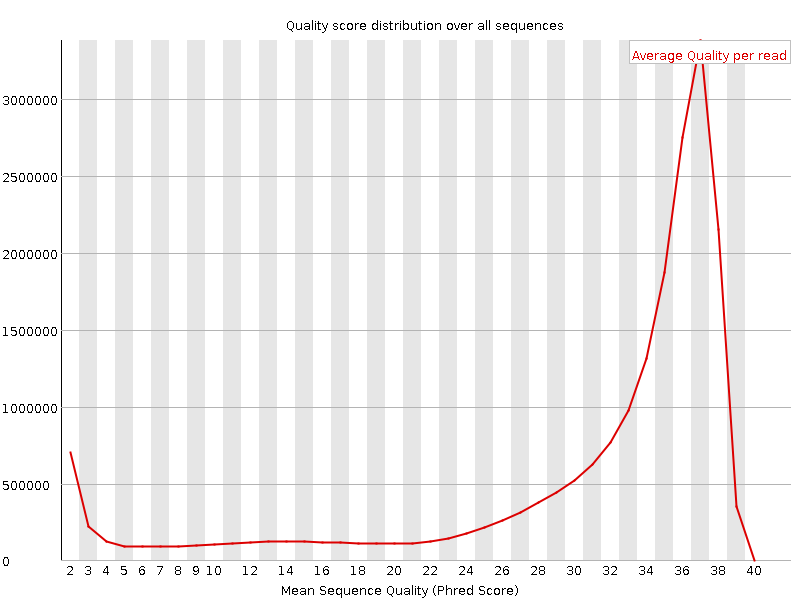 Quality score distribution over all sequences
Average Quality per read
3000000
2500000
2000000
1500000
1000000
500000
0
2 3 4 5 6 7 8 9 10 12 14 16 18 20 22 24 26 28 30 32 34 36 38 40
Mean Sequence Quality (Phred Score)